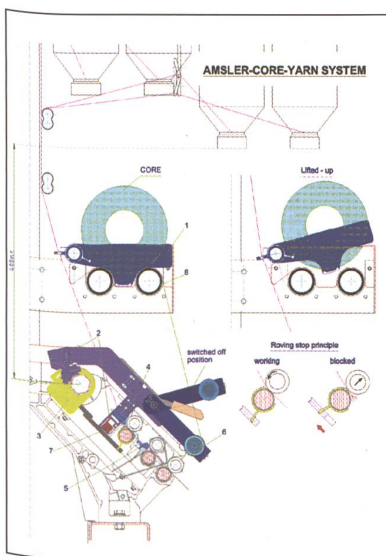 AMSLER-CORE-YARN SYSTEM
CORE
Lifted - up
1
8
2
4
switched off
position
Roving stop principle
working
blocked
3
7
5
6